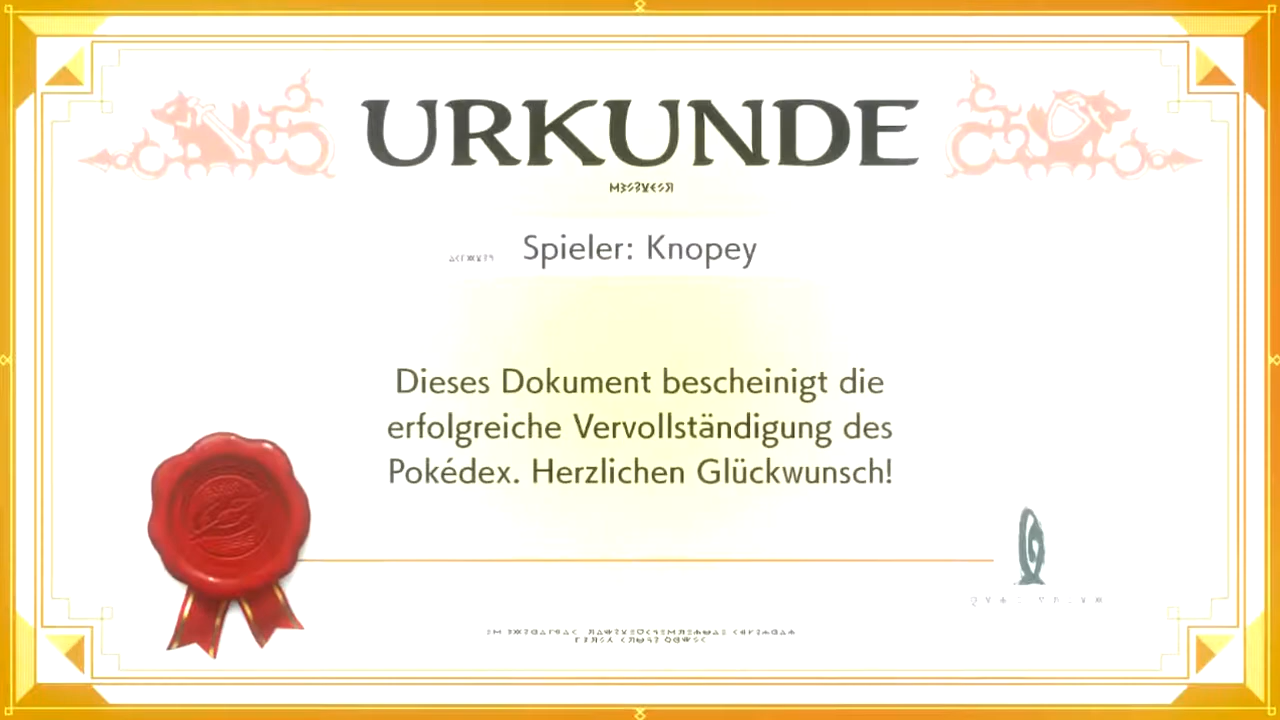 URKUNDE
Spieler: Knopey
Dieses Dokument bescheinigt die
erfolgreiche Vervollständigung des
Pokédex. Herzlichen Glückwunsch!